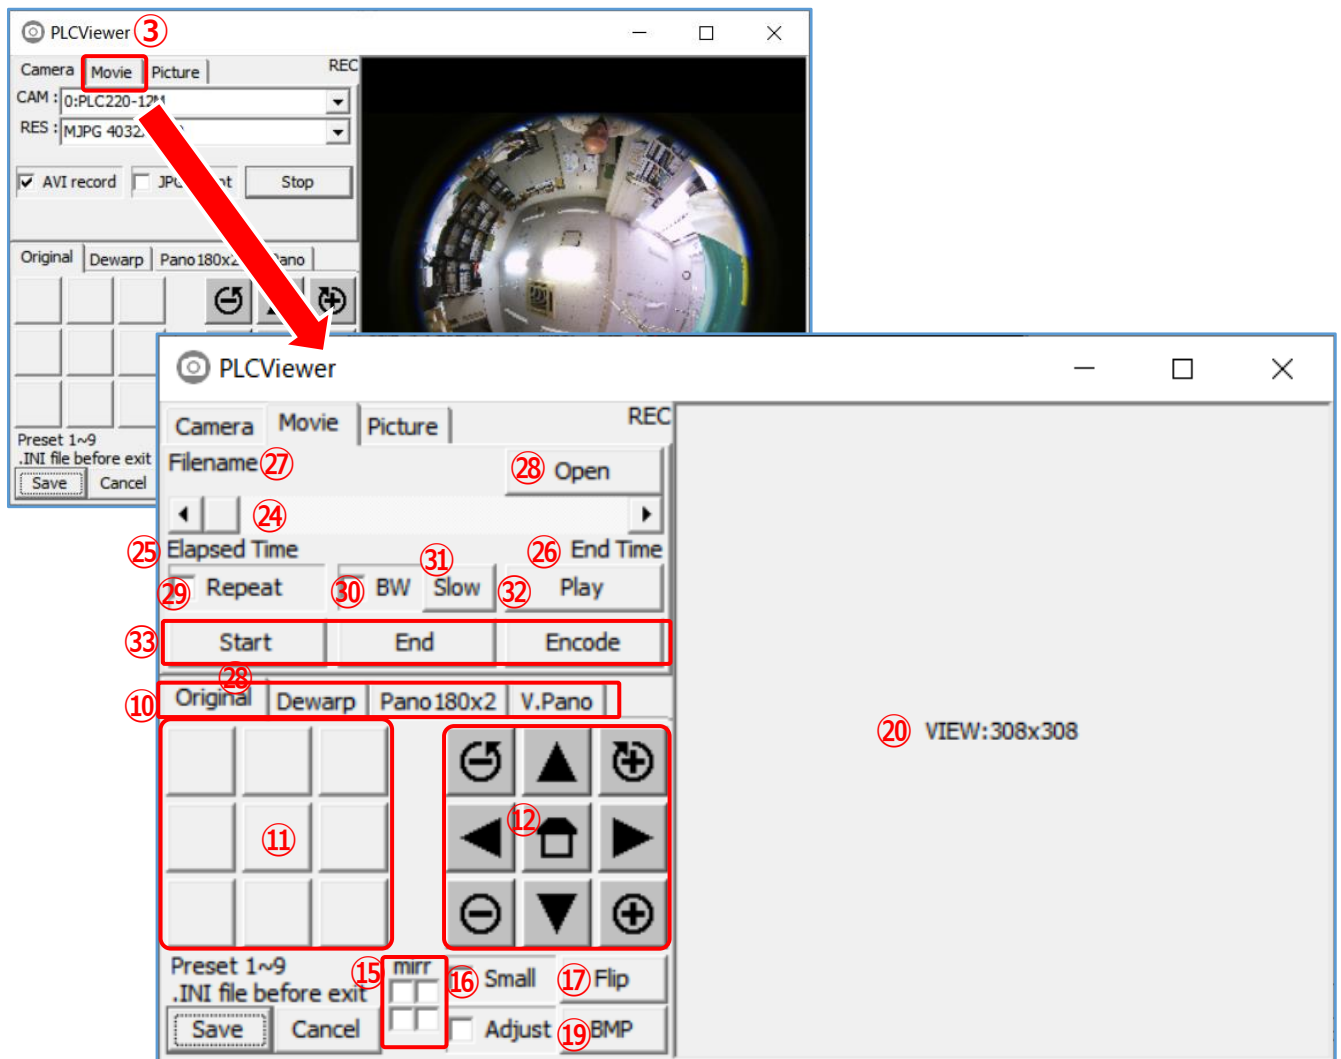 PLCViewer ③
Camera Movie Picture REC
CAM : 0:PLC220-12M
RES : MJPG 4032
AVI record JPG Stop
Original Dewarp Pano180x2 Pano
Preset 1~9
.INI file before exit
Save Cancel
PLCViewer
Camera Movie Picture REC
Filename ㉗ ㉘ Open
㉔
㉕ Elapsed Time ㉖ End Time
㉙ Repeat ㉚ BW ㉛ Slow ㉜ Play
㉝ Start End Encode
㉘
⑩ Original Dewarp Pano180x2 V.Pano
⑳ VIEW:308x308
⑪ ⑫
Preset 1~9 ⑮ mirr ⑯ Small ⑰ Flip
.INI file before exit
Save Cancel Adjust ⑲ BMP